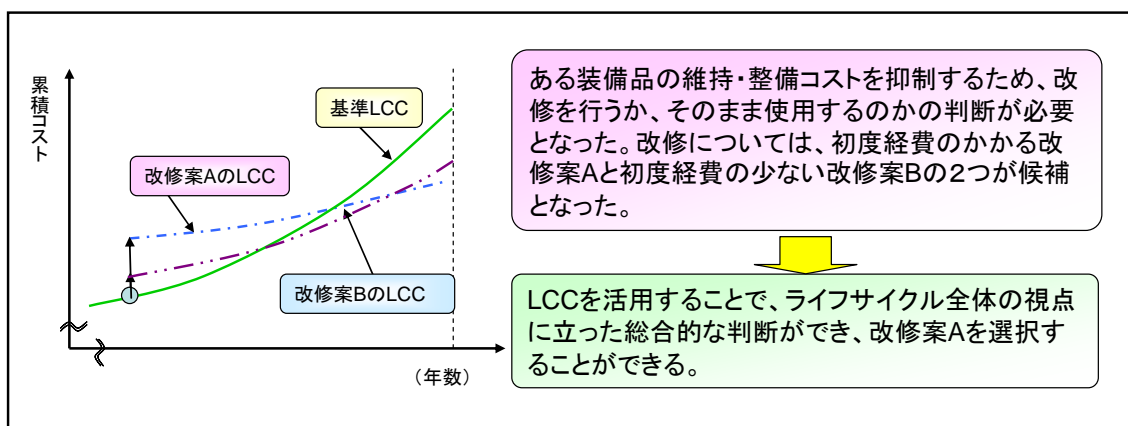 累積コスト
基準LCC
改修案AのLCC
改修案BのLCC
（年数）
ある装備品の維持・整備コストを抑制するため、改
修を行うか、そのまま使用するのかの判断が必要
となった。改修については、初度経費のかかる改
修案Aと初度経費の少ない改修案Bの２つが候補
となった。
LCCを活用することで、ライフサイクル全体の視点
に立った総合的な判断ができ、改修案Aを選択す
ることができる。